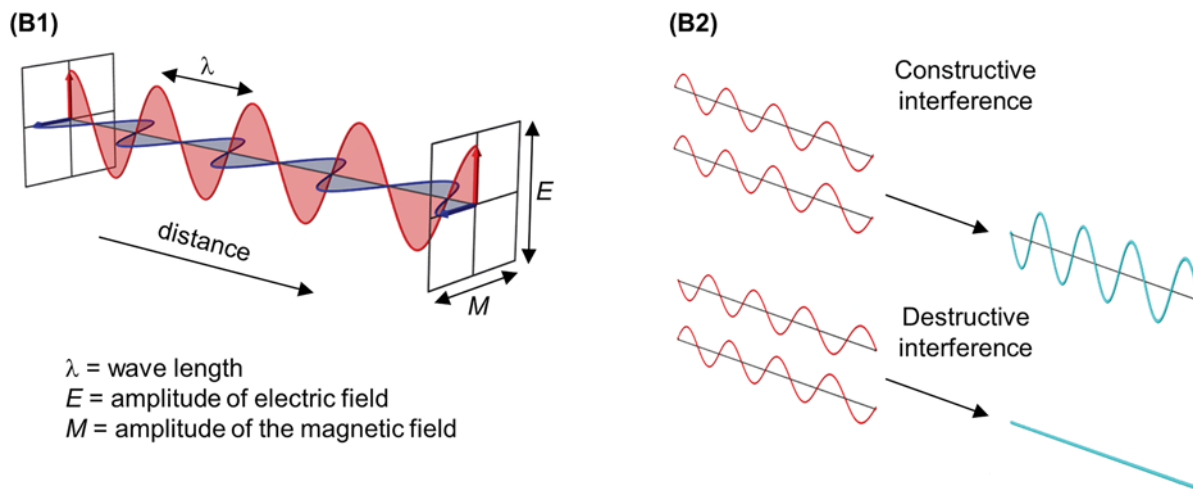 (B1)
λ
distance
E
M
λ = wave length
E = amplitude of electric field
M = amplitude of the magnetic field
(B2)
Constructive
interference
Destructive
interference